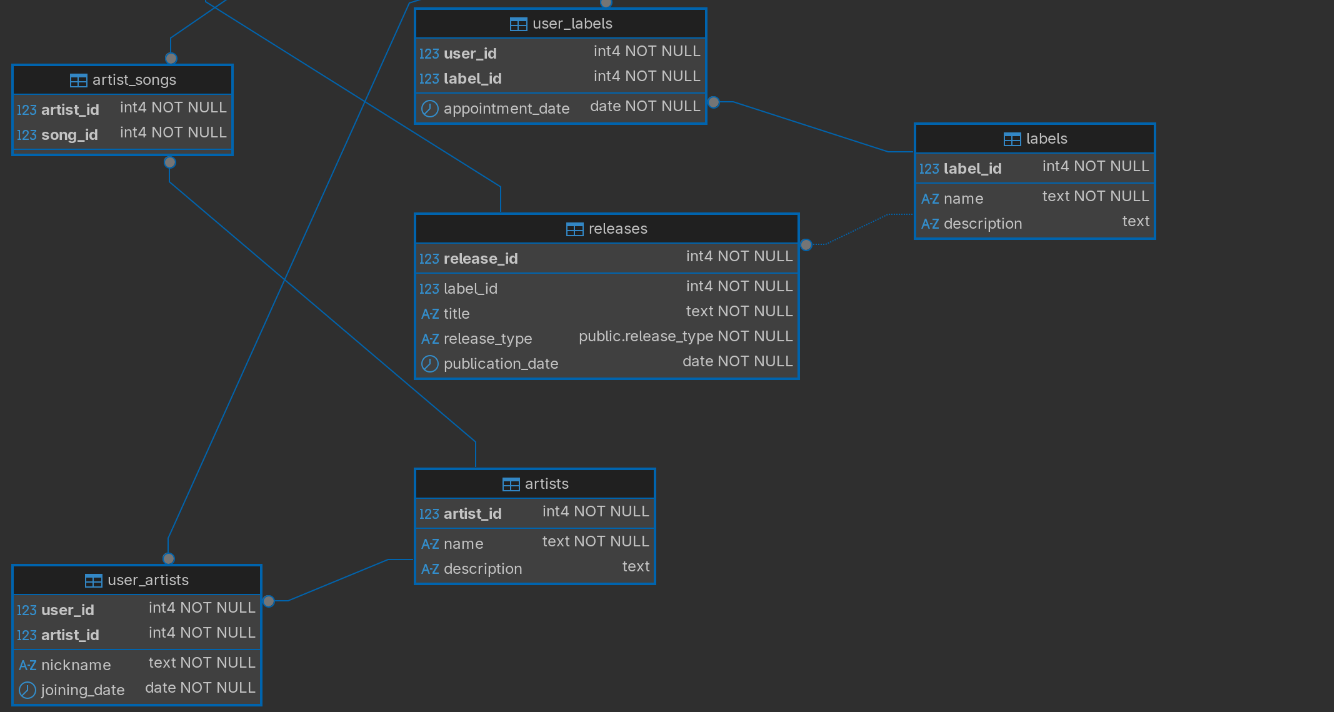 user_labels
123 user_id int4 NOT NULL
123 label_id int4 NOT NULL
appointment_date date NOT NULL
artist_songs
123 artist_id int4 NOT NULL
123 song_id int4 NOT NULL
labels
123 label_id int4 NOT NULL
A-Z name text NOT NULL
A-Z description text
releases
123 release_id int4 NOT NULL
123 label_id int4 NOT NULL
A-Z title text NOT NULL
A-Z release_type public.release_type NOT NULL
publication_date date NOT NULL
artists
123 artist_id int4 NOT NULL
A-Z name text NOT NULL
A-Z description text
user_artists
123 user_id int4 NOT NULL
123 artist_id int4 NOT NULL
A-Z nickname text NOT NULL
joining_date date NOT NULL